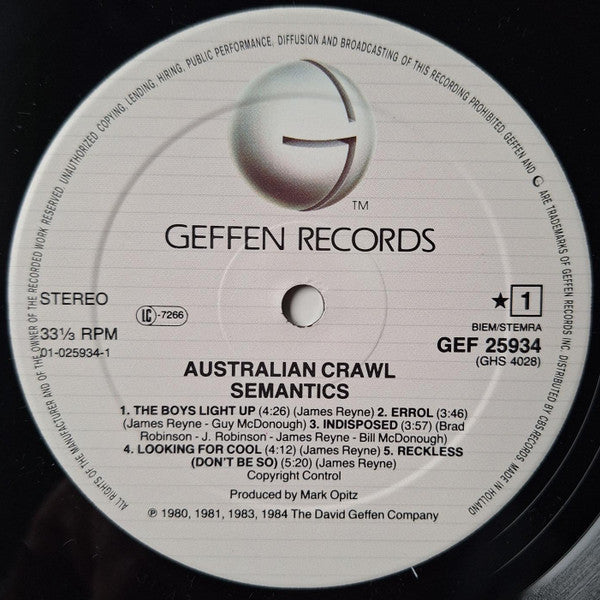 ALL RIGHTS OF THE MANUFACTURER AND OF THE OWNER OF THE RECORDED WORK RESERVED. UNAUTHORIZED COPYING, LENDING, HIRING, PUBLIC PERFORMANCE, DIFFUSION AND BROADCASTING OF THIS RECORDING PROHIBITED. GEFFEN AND G ARE TRADEMARKS OF GEFFEN RECORDS INC. DISTRIBUTED BY CBS RECORDS MADE IN HOLLAND
TM
GEFFEN RECORDS
STEREO
LC-7266
★1
33⅓ RPM
BIEM/STEMRA
01-025934-1
GEF 25934
(GHS 4028)
AUSTRALIAN CRAWL
SEMANTICS
1. THE BOYS LIGHT UP (4:26) (James Reyne) 2. ERROL (3:46)
(James Reyne - Guy McDonough) 3. INDISPOSED (3:57) (Brad
Robinson - J. Robinson - James Reyne - Bill McDonough)
4. LOOKING FOR COOL (4:12) (James Reyne) 5. RECKLESS
(DON'T BE SO) (5:20) (James Reyne)
Copyright Control
Produced by Mark Opitz
℗ 1980, 1981, 1983, 1984 The David Geffen Company